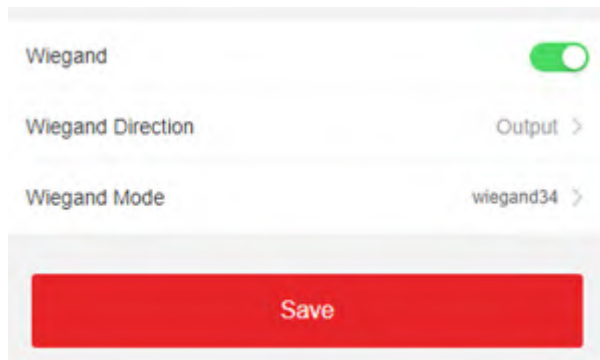 Wiegand
Wiegand Direction Output >
Wiegand Mode wiegand34 >
Save